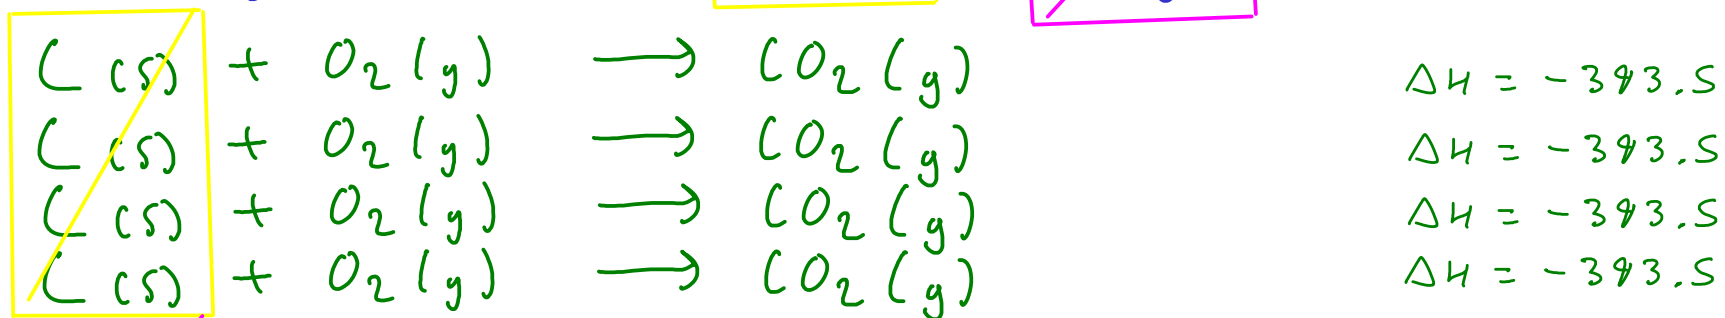 C (s) + O₂ (g) ⟶ CO₂ (g) ΔH = -393.5
C (s) + O₂ (g) ⟶ CO₂ (g) ΔH = -393.5
C (s) + O₂ (g) ⟶ CO₂ (g) ΔH = -393.5
C (s) + O₂ (g) ⟶ CO₂ (g) ΔH = -393.5